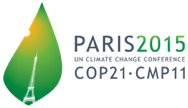 PARIS2015
UN CLIMATE CHANGE CONFERENCE
COP21·CMP11